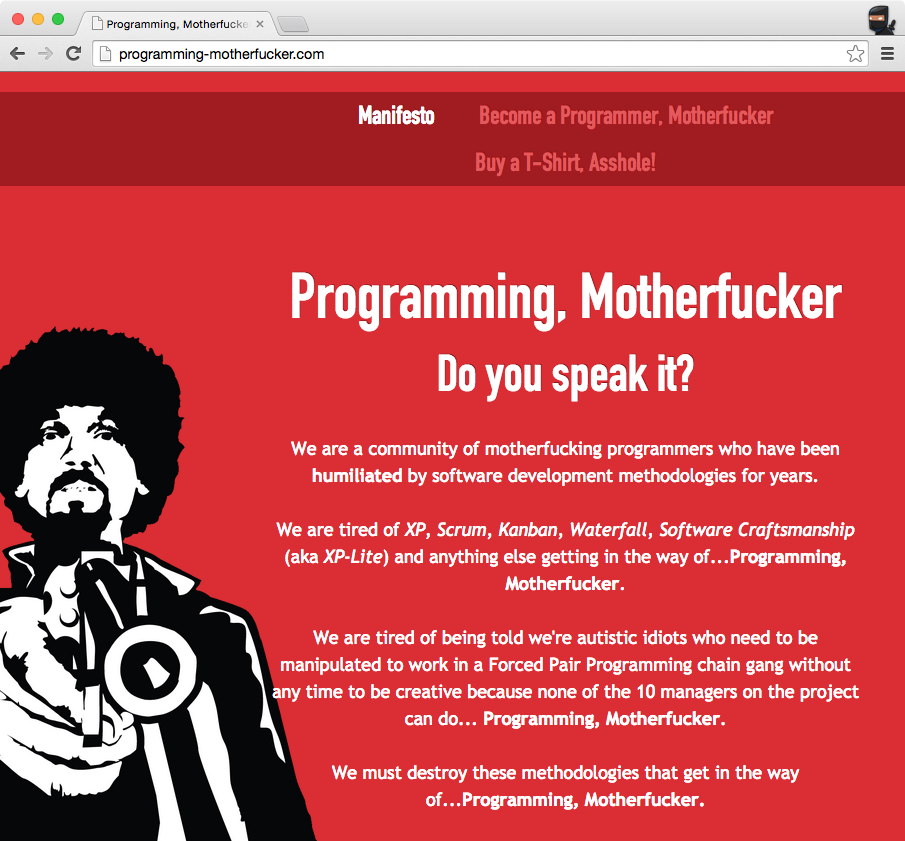 Programming, Motherfucke
programming-motherfucker.com
Manifesto Become a Programmer, Motherfucker
Buy a T-Shirt, Asshole!
Programming, Motherfucker
Do you speak it?
We are a community of motherfucking programmers who have been
humiliated by software development methodologies for years.
We are tired of XP, Scrum, Kanban, Waterfall, Software Craftsmanship
(aka XP-Lite) and anything else getting in the way of...Programming,
Motherfucker.
We are tired of being told we're autistic idiots who need to be
manipulated to work in a Forced Pair Programming chain gang without
any time to be creative because none of the 10 managers on the project
can do... Programming, Motherfucker.
We must destroy these methodologies that get in the way
of...Programming, Motherfucker.